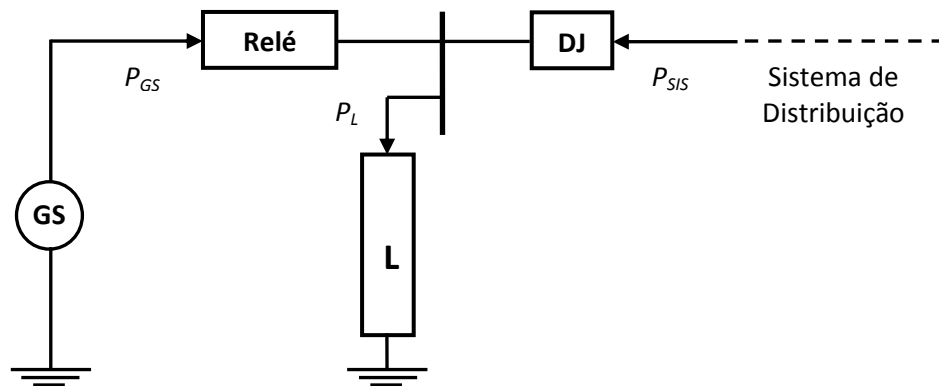 Relé
DJ
P_GS
P_SIS
Sistema de
Distribuição
P_L
GS
L